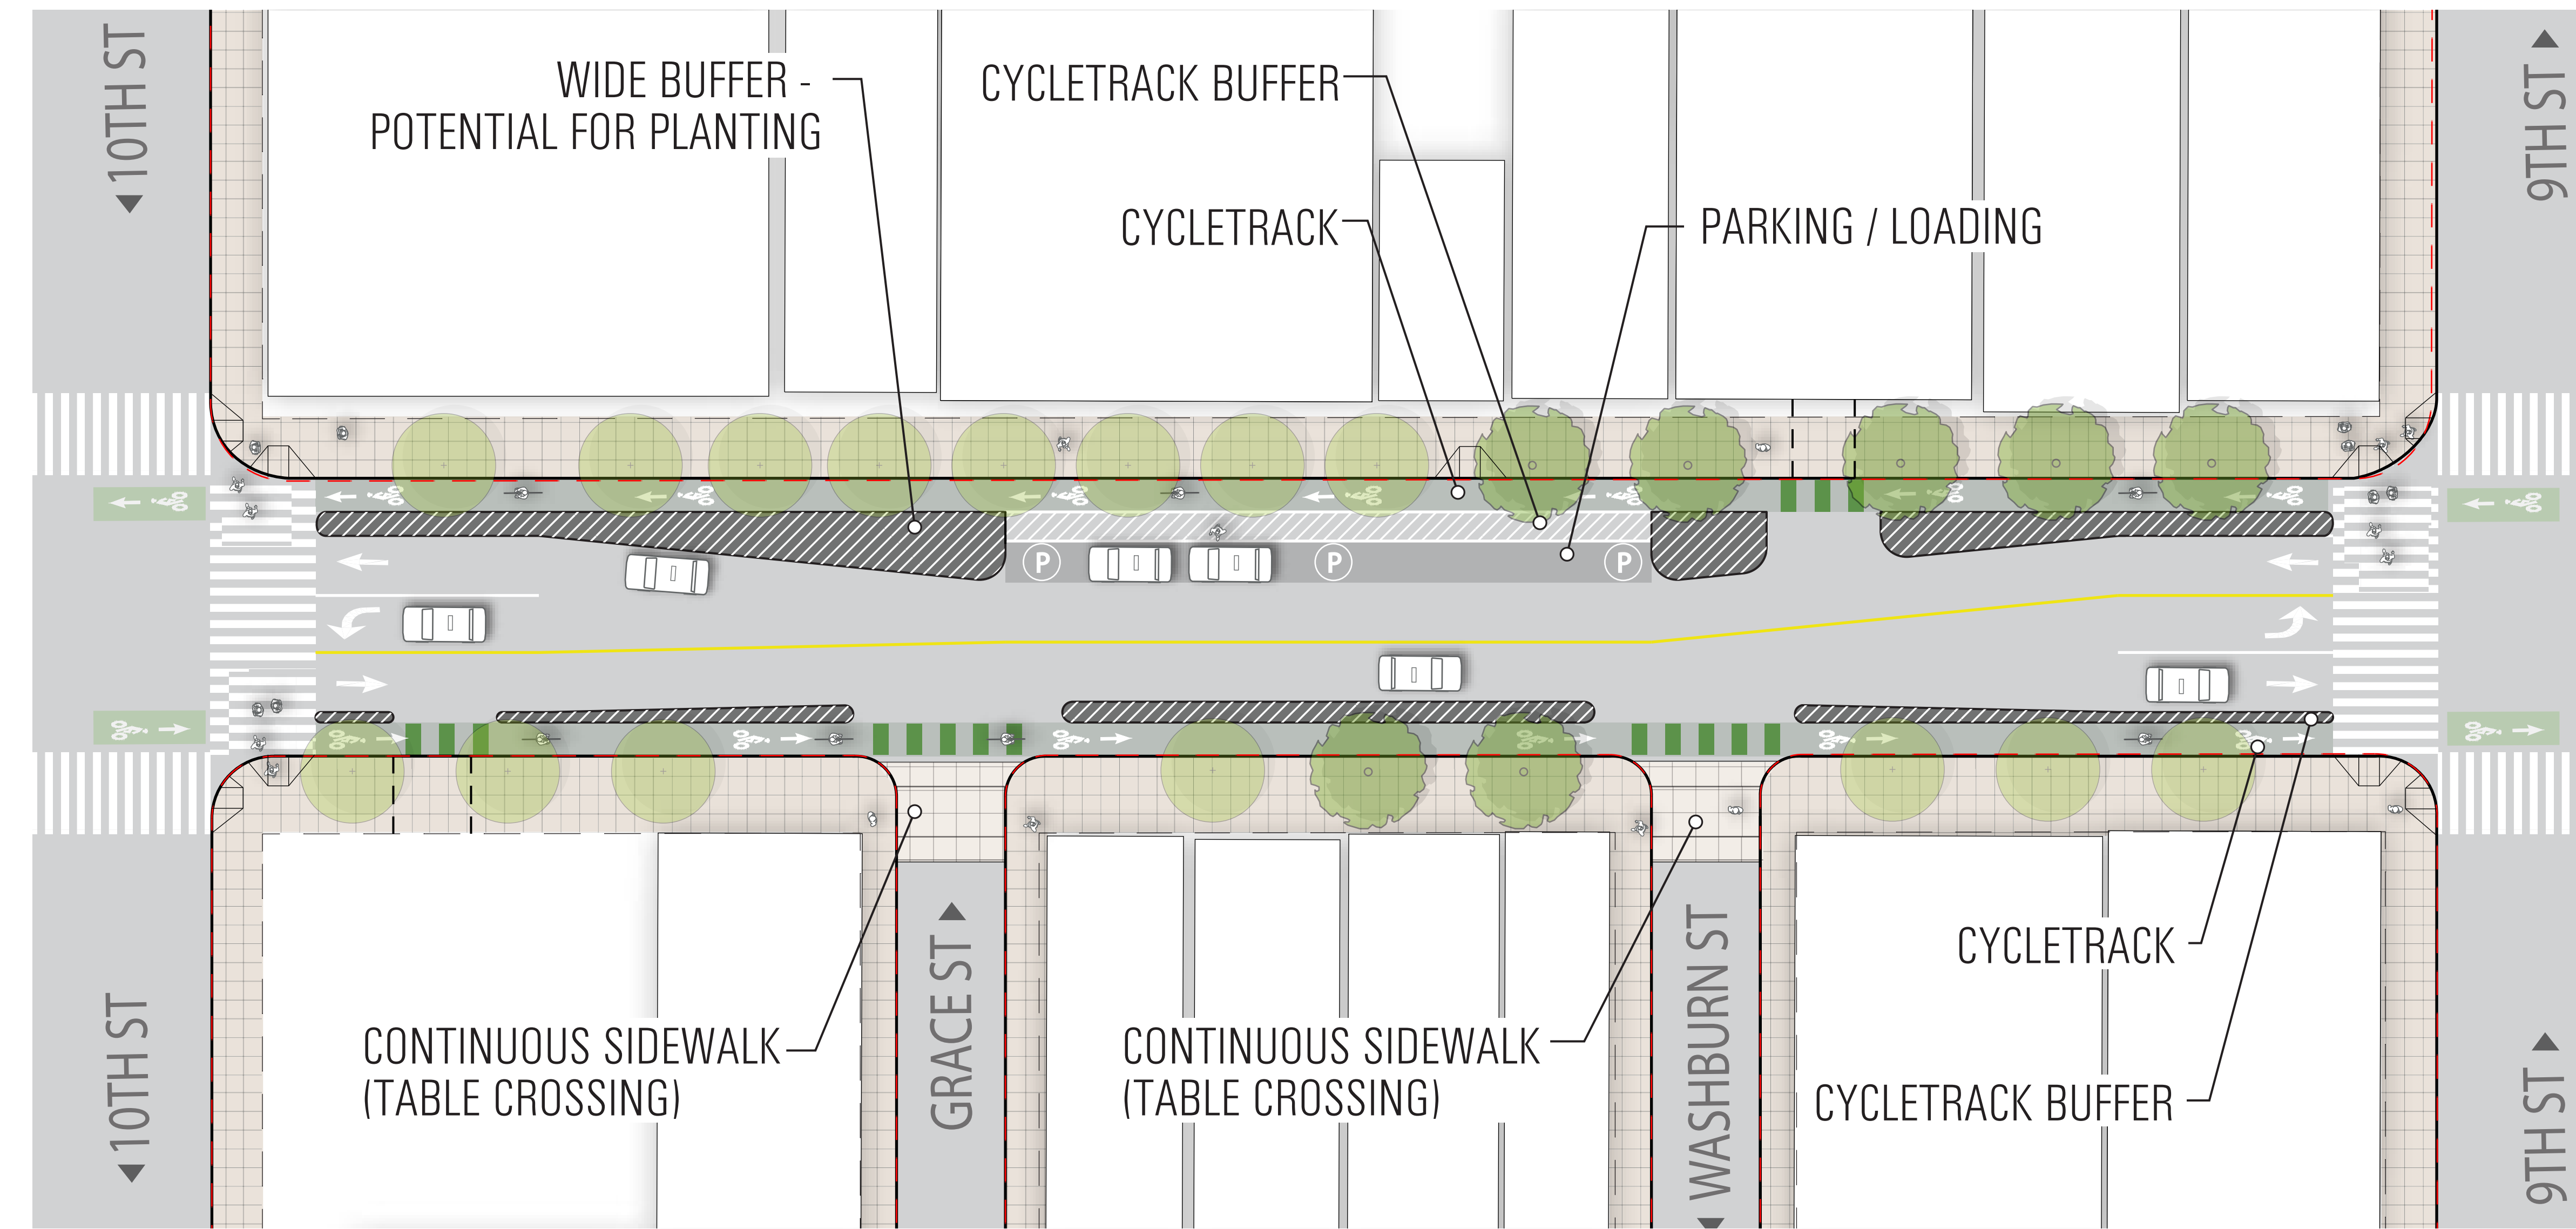 10TH ST
WIDE BUFFER -
POTENTIAL FOR PLANTING
CYCLETRACK BUFFER
CYCLETRACK
PARKING / LOADING
9TH ST
P
P
P
10TH ST
CONTINUOUS SIDEWALK
(TABLE CROSSING)
GRACE ST
CONTINUOUS SIDEWALK
(TABLE CROSSING)
WASHBURN ST
CYCLETRACK
CYCLETRACK BUFFER
9TH ST